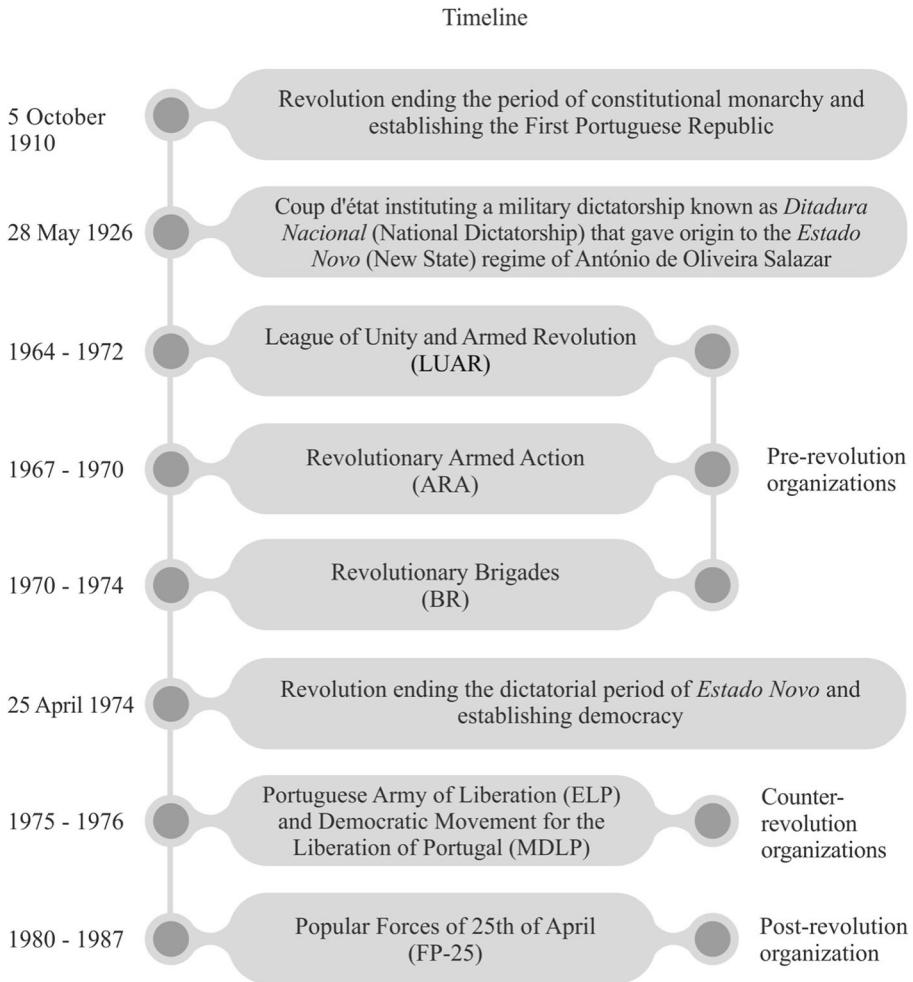 Timeline
5 October
1910
Revolution ending the period of constitutional monarchy and
establishing the First Portuguese Republic
28 May 1926
Coup d'état instituting a military dictatorship known as Ditadura
Nacional (National Dictatorship) that gave origin to the Estado
Novo (New State) regime of António de Oliveira Salazar
1964 - 1972
League of Unity and Armed Revolution
(LUAR)
1967 - 1970
Revolutionary Armed Action
(ARA)
Pre-revolution
organizations
1970 - 1974
Revolutionary Brigades
(BR)
25 April 1974
Revolution ending the dictatorial period of Estado Novo and
establishing democracy
1975 - 1976
Portuguese Army of Liberation (ELP)
and Democratic Movement for the
Liberation of Portugal (MDLP)
Counter-
revolution
organizations
1980 - 1987
Popular Forces of 25th of April
(FP-25)
Post-revolution
organization